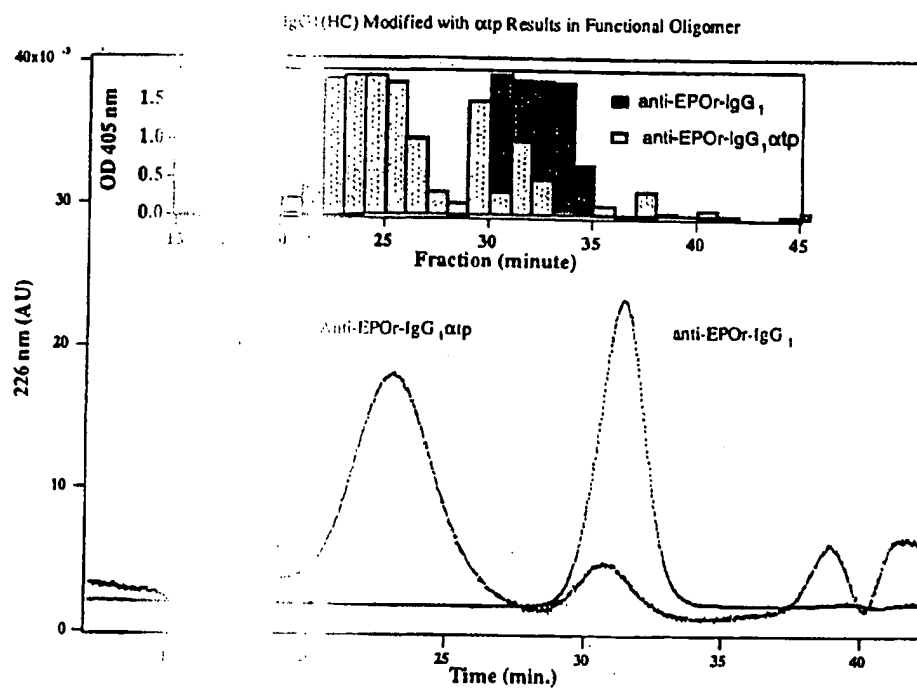 IgG1(HC) Modified with αtp Results in Functional Oligomer
40x10⁻³
30
20
10
0
226 nm (AU)
OD 405 nm
1.5
1.0
0.5
0.0
anti-EPOr-IgG₁
anti-EPOr-IgG₁αtp
25
30
35
40
45
Fraction (minute)
Anti-EPOr-IgG₁αtp
anti-EPOr-IgG₁
25
30
35
40
Time (min.)